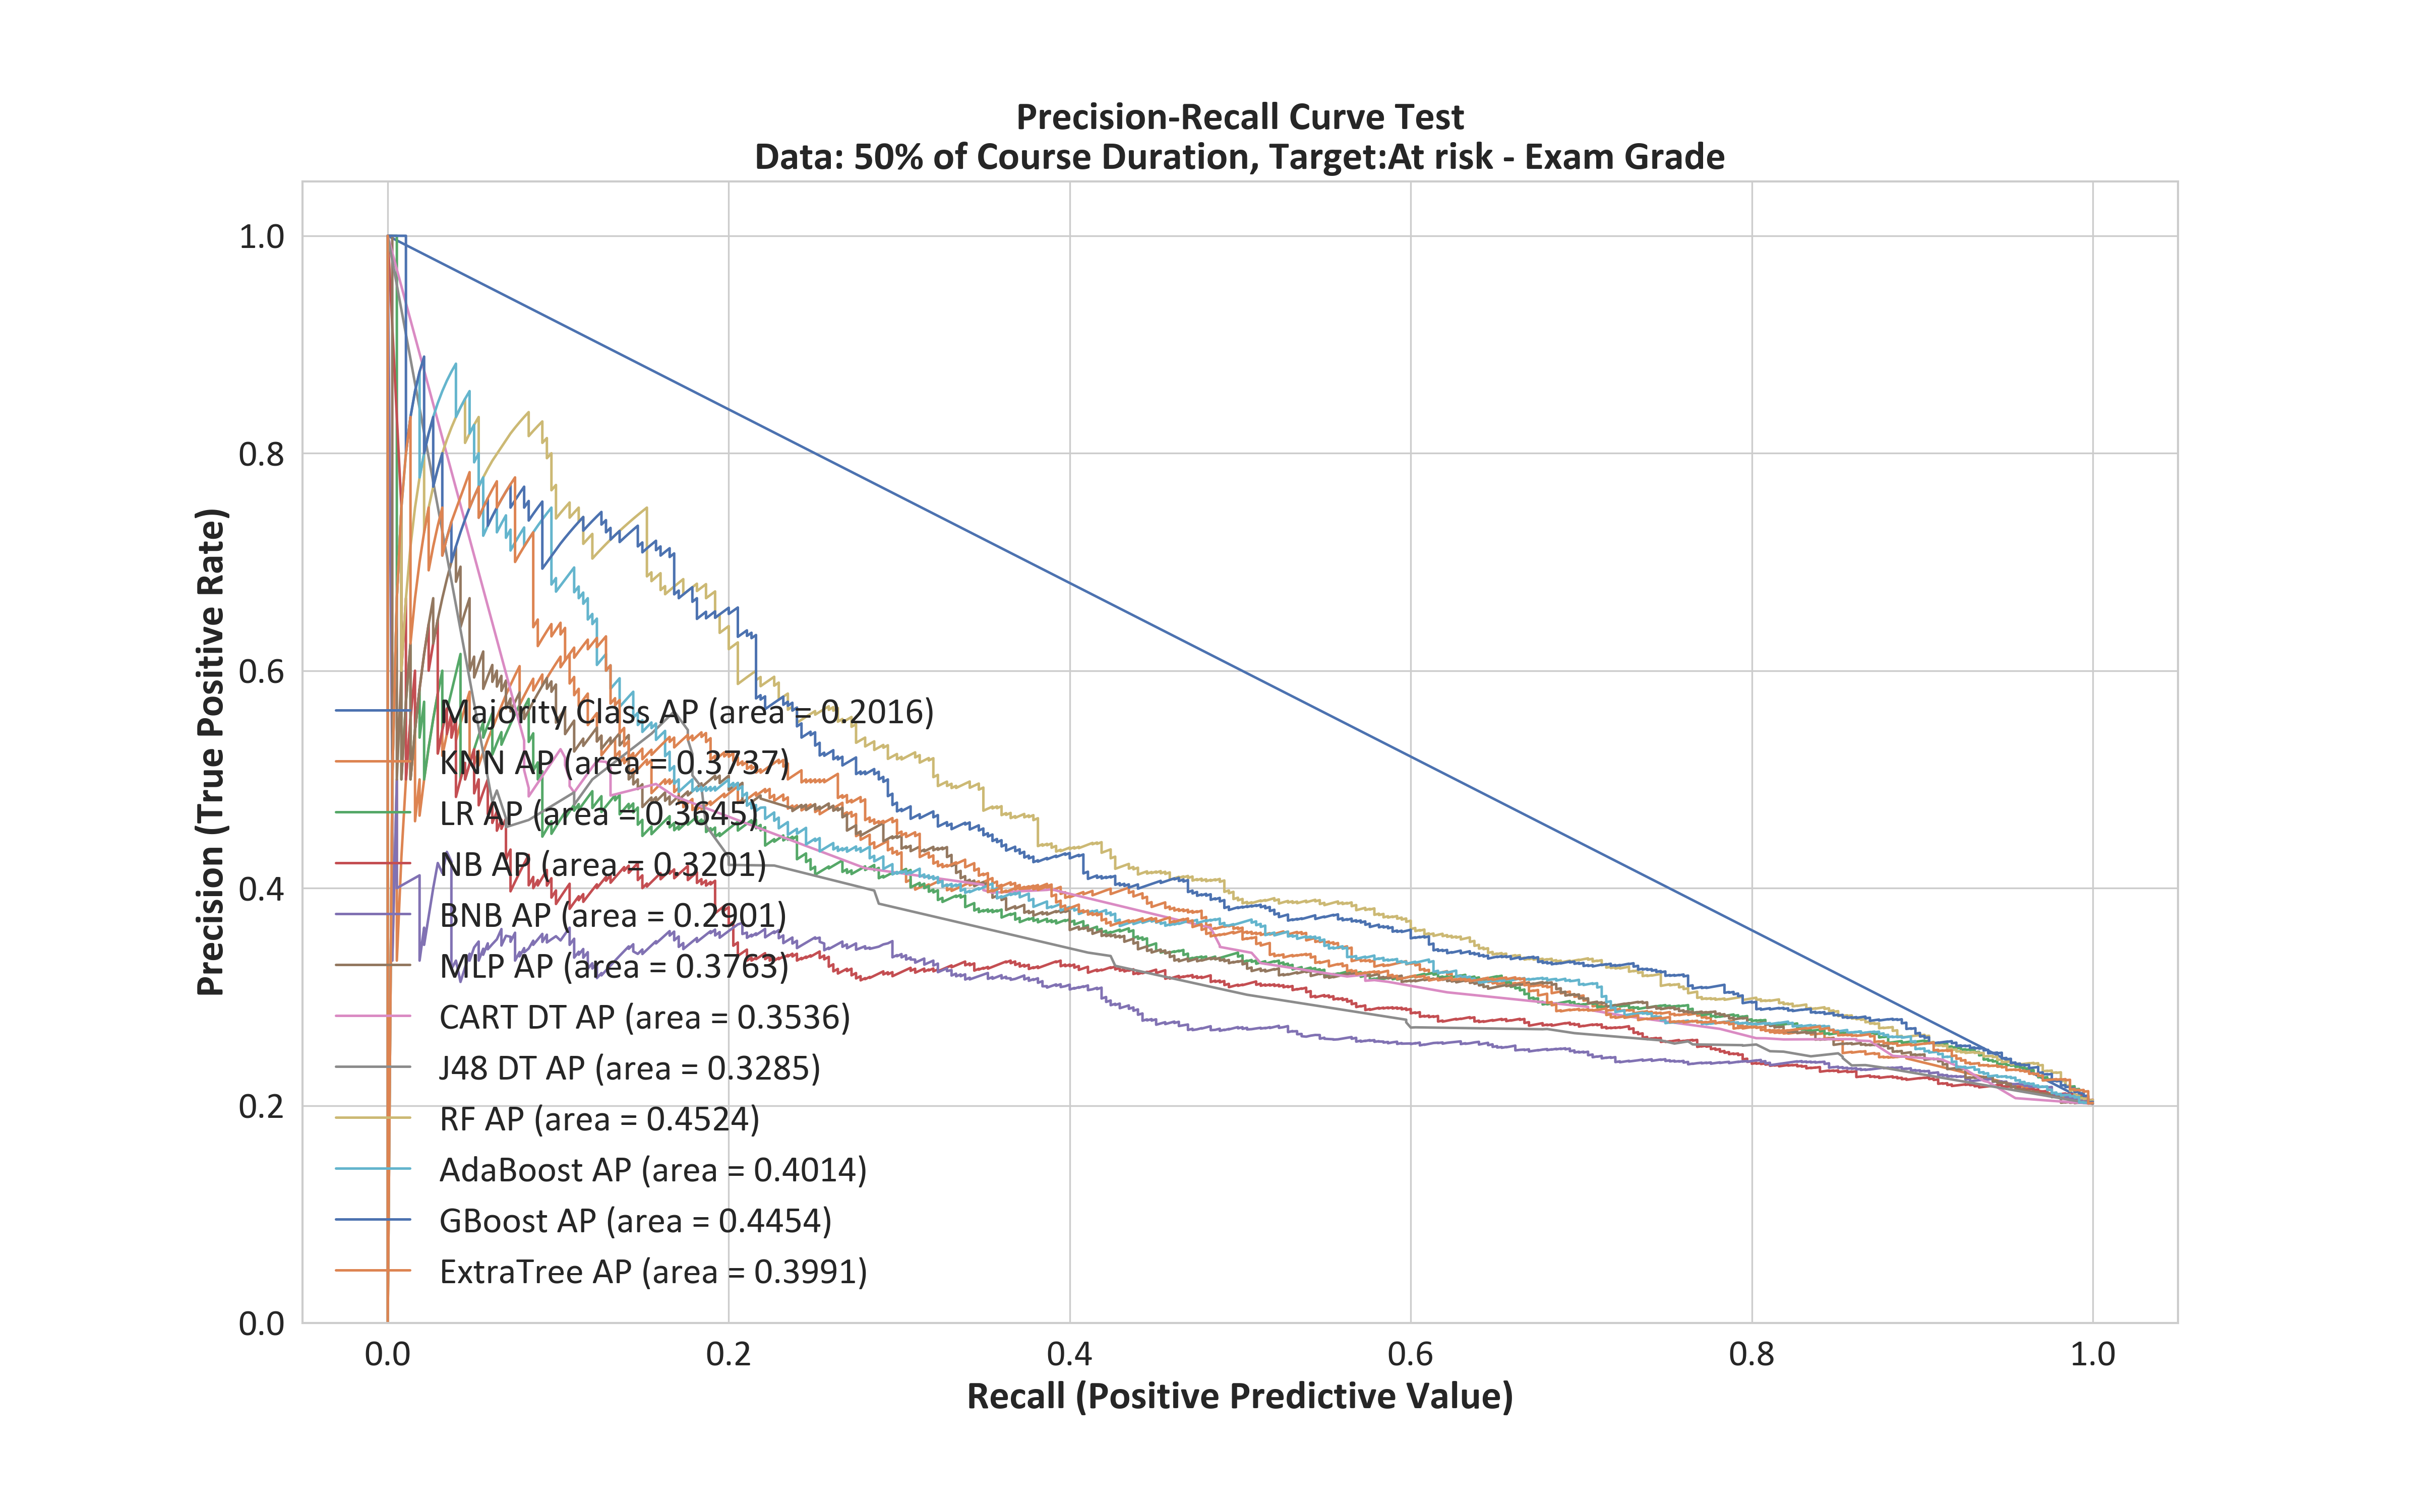 Precision-Recall Curve Test
Data: 50% of Course Duration, Target:At risk - Exam Grade
Precision (True Positive Rate)
1.0
0.8
0.6
0.4
0.2
0.0
Majority Class AP (area = 0.2016)
KNN AP (area = 0.3737)
LR AP (area = 0.3645)
NB AP (area = 0.3201)
BNB AP (area = 0.2901)
MLP AP (area = 0.3763)
CART DT AP (area = 0.3536)
J48 DT AP (area = 0.3285)
RF AP (area = 0.4524)
AdaBoost AP (area = 0.4014)
GBoost AP (area = 0.4454)
ExtraTree AP (area = 0.3991)
0.0 0.2 0.4 0.6 0.8 1.0
Recall (Positive Predictive Value)